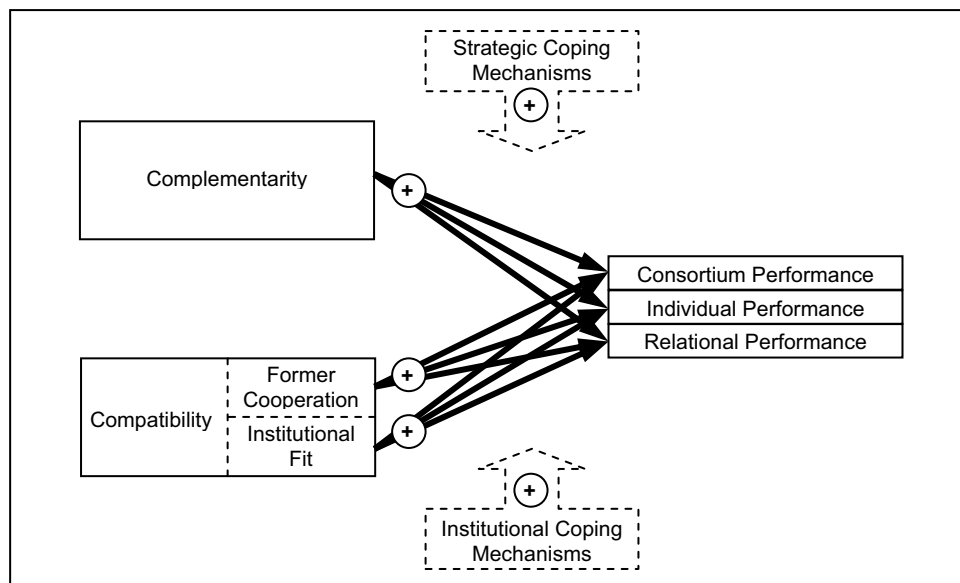 Strategic Coping
Mechanisms
+
Complementarity
+
Consortium Performance
Individual Performance
Relational Performance
Compatibility
Former
Cooperation
+
Institutional
Fit
+
+
Institutional Coping
Mechanisms